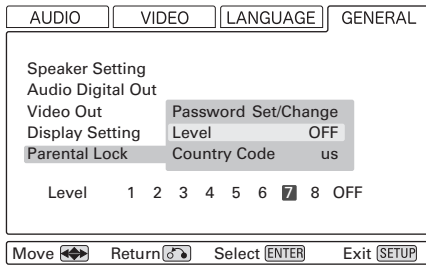 AUDIO VIDEO LANGUAGE GENERAL
Speaker Setting
Audio Digital Out
Video Out Password Set/Change
Display Setting Level OFF
Parental Lock Country Code us
Level 1 2 3 4 5 6 7 8 OFF
Move Return Select ENTER Exit SETUP